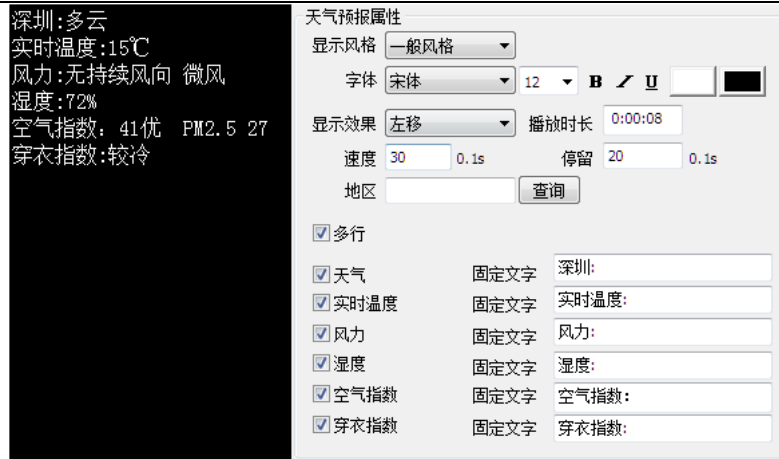 深圳:多云
实时温度:15℃
风力:无持续风向 微风
湿度:72%
空气指数：41优 PM2.5 27
穿衣指数:较冷
天气预报属性
显示风格 一般风格
字体 宋体 12 B I U
显示效果 左移 播放时长 0:00:08
速度 30 0.1s 停留 20 0.1s
地区 查询
多行
天气 固定文字 深圳:
实时温度 固定文字 实时温度:
风力 固定文字 风力:
湿度 固定文字 湿度:
空气指数 固定文字 空气指数：
穿衣指数 固定文字 穿衣指数: